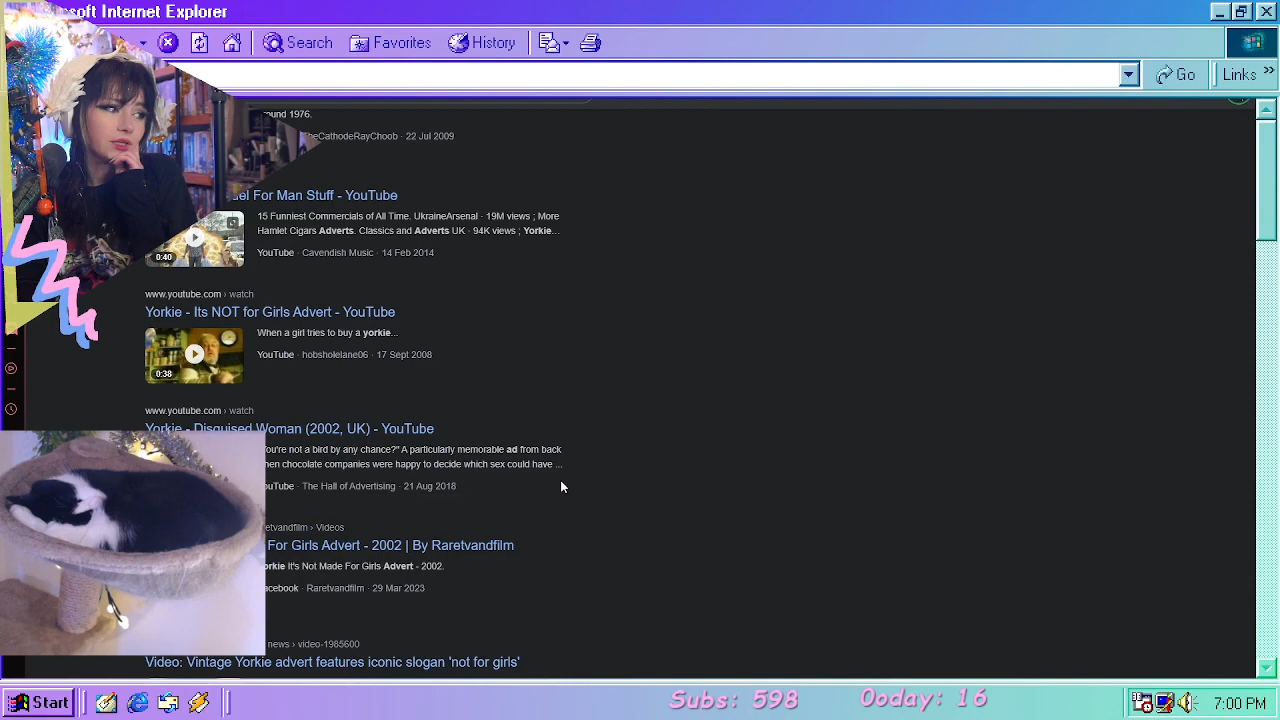 osoft Internet Explorer
Search
Favorites
History
Go
Links »
ound 1976.
eCathodeRayChoob · 22 Jul 2009
el For Man Stuff - YouTube
15 Funniest Commercials of All Time. UkraineArsenal · 19M views ; More
Hamlet Cigars Adverts. Classics and Adverts UK · 94K views ; Yorkie...
0:40
YouTube · Cavendish Music · 14 Feb 2014
www.youtube.com › watch
Yorkie - Its NOT for Girls Advert - YouTube
When a girl tries to buy a yorkie...
0:38
YouTube · hobsholelane06 · 17 Sept 2008
www.youtube.com › watch
Yorkie - Disguised Woman (2002, UK) - YouTube
ou're not a bird by any chance?" A particularly memorable ad from back
hen chocolate companies were happy to decide which sex could have ...
uTube · The Hall of Advertising · 21 Aug 2018
retvandfilm › Videos
For Girls Advert - 2002 | By Raretvandfilm
orkie It's Not Made For Girls Advert - 2002.
acebook · Raretvandfilm · 29 Mar 2023
news › video-1985600
Video: Vintage Yorkie advert features iconic slogan 'not for girls'
Start
Subs: 598
Ooday: 16
7:00 PM